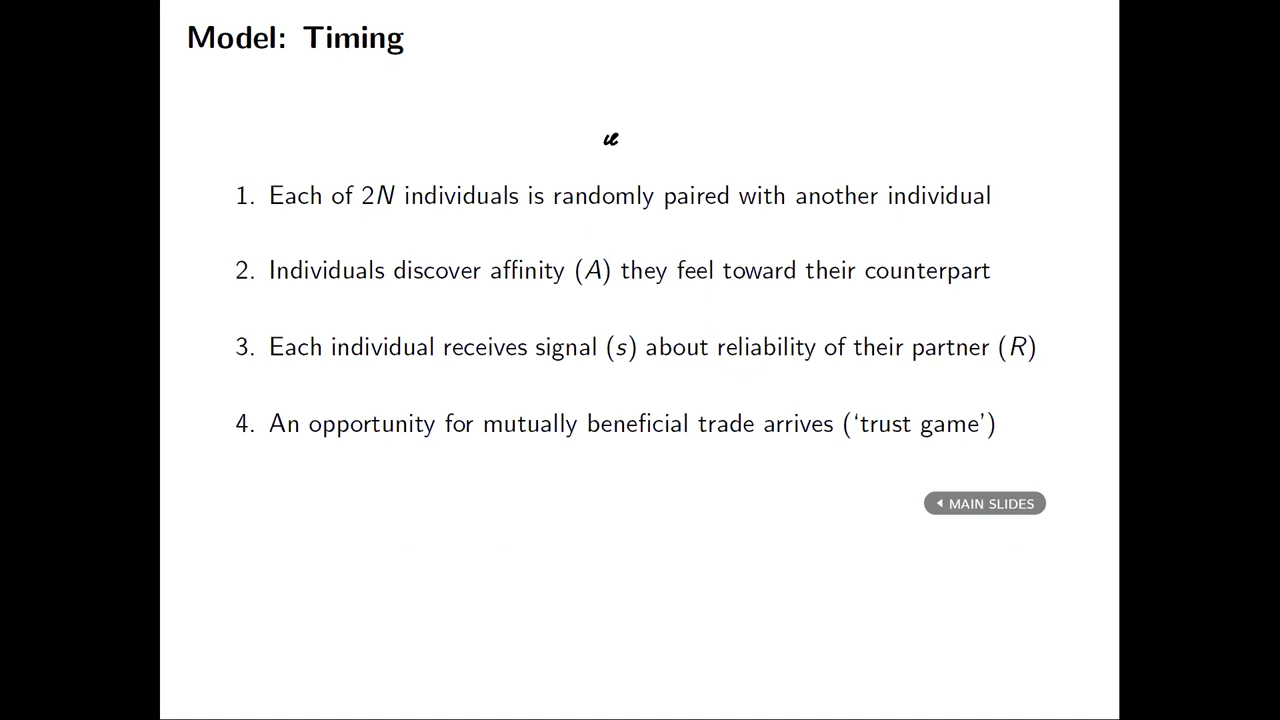 Model: Timing
1. Each of 2N individuals is randomly paired with another individual
2. Individuals discover affinity (A) they feel toward their counterpart
3. Each individual receives signal (s) about reliability of their partner (R)
4. An opportunity for mutually beneficial trade arrives (‘trust game’)
MAIN SLIDES